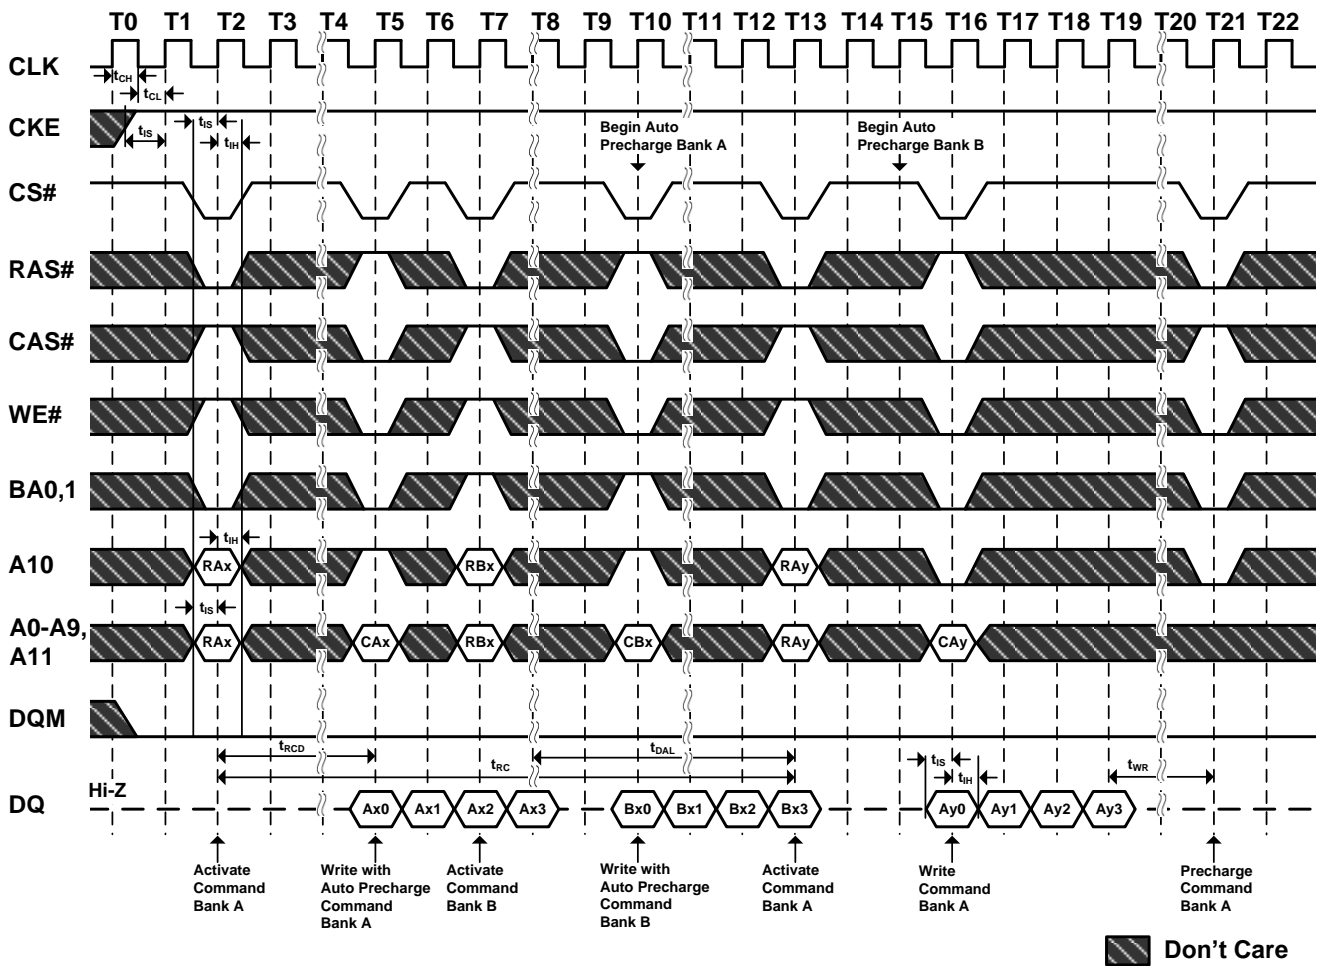 T0 T1 T2 T3 T4 T5 T6 T7 T8 T9 T10 T11 T12 T13 T14 T15 T16 T17 T18 T19 T20 T21 T22
CLK
tCH
tCL
CKE
tIS
tIS
tIH
Begin Auto
Precharge Bank A
Begin Auto
Precharge Bank B
CS#
RAS#
CAS#
WE#
BA0,1
tIH
A10
RAx RBx RAy
tIS
A0-A9,
A11
RAx CAx RBx CBx RAy CAy
DQM
tRCD
tDAL
tRC
tIS
tIH
tWR
Hi-Z
DQ
Ax0 Ax1 Ax2 Ax3 Bx0 Bx1 Bx2 Bx3 Ay0 Ay1 Ay2 Ay3
Activate
Command
Bank A
Write with
Auto Precharge
Command
Bank A
Activate
Command
Bank B
Write with
Auto Precharge
Command
Bank B
Activate
Command
Bank A
Write
Command
Bank A
Precharge
Command
Bank A
Don't Care